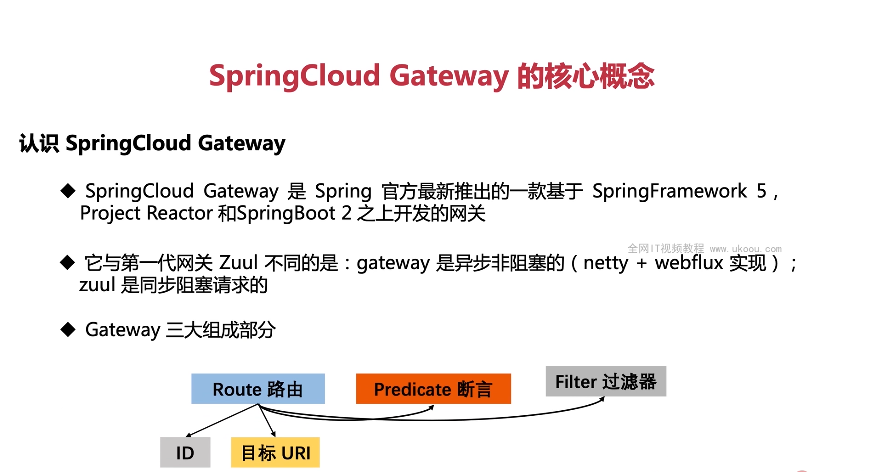 SpringCloud Gateway 的核心概念
认识 SpringCloud Gateway
◆ SpringCloud Gateway 是 Spring 官方最新推出的一款基于 SpringFramework 5，
Project Reactor 和SpringBoot 2 之上开发的网关
全网IT视频教程 www.ukoou.com
◆ 它与第一代网关 Zuul 不同的是：gateway 是异步非阻塞的（netty + webflux 实现）；
zuul 是同步阻塞请求的
◆ Gateway 三大组成部分
Route 路由
Predicate 断言
Filter 过滤器
ID
目标 URI